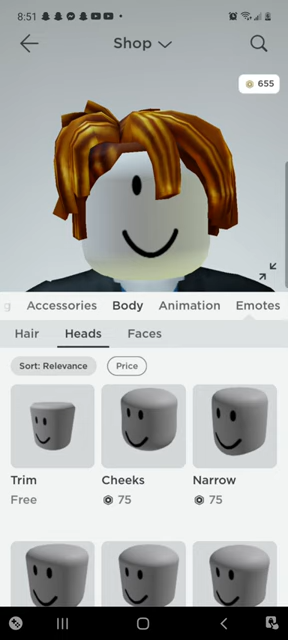 8:51
Shop
655
g Accessories Body Animation Emotes
Hair Heads Faces
Sort: Relevance Price
Trim Cheeks Narrow
Free 75 75